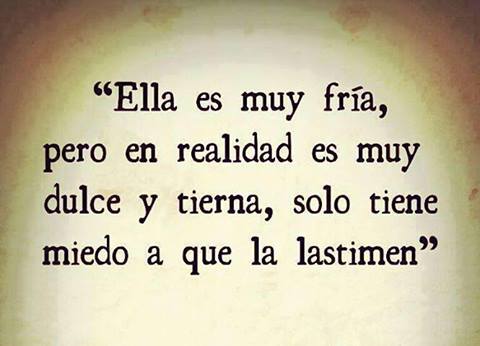 “Ella es muy fría,
pero en realidad es muy
dulce y tierna, solo tiene
miedo a que la lastimen”